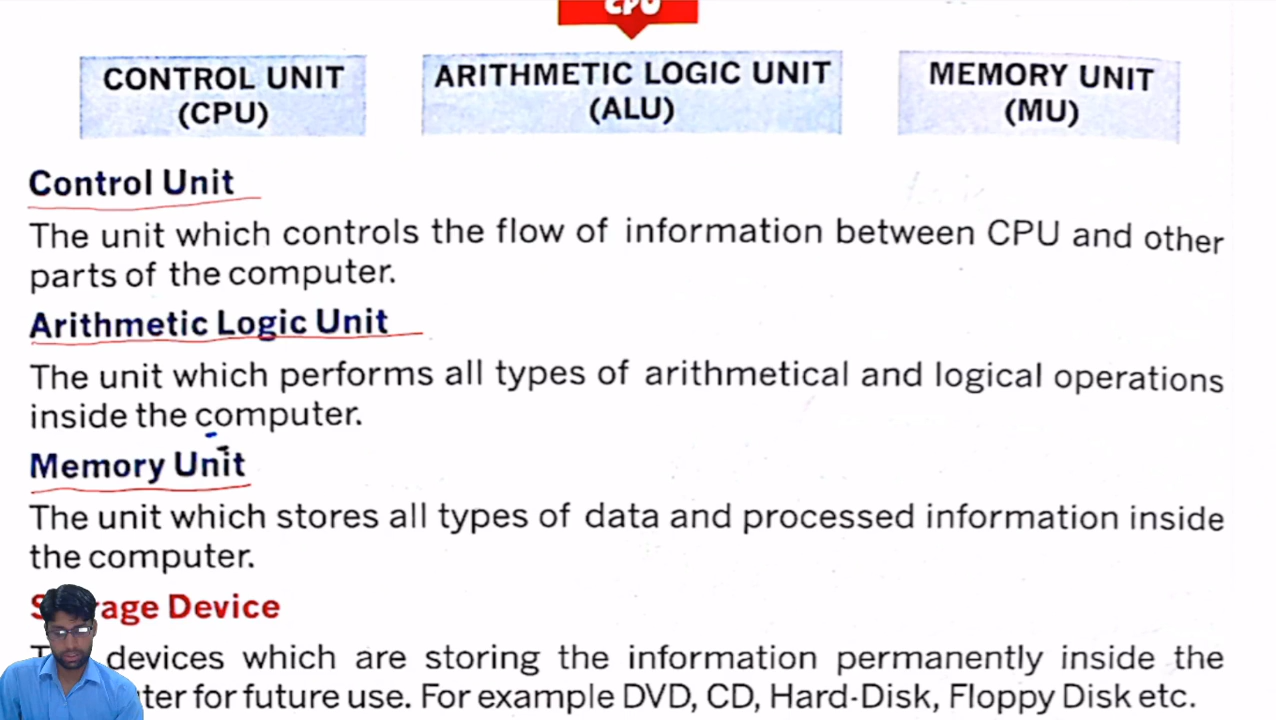 CPU
CONTROL UNIT
(CPU)
ARITHMETIC LOGIC UNIT
(ALU)
MEMORY UNIT
(MU)
Control Unit
The unit which controls the flow of information between CPU and other
parts of the computer.
Arithmetic Logic Unit
The unit which performs all types of arithmetical and logical operations
inside the computer.
Memory Unit
The unit which stores all types of data and processed information inside
the computer.
Device
devices which are storing the information permanently inside the
for future use. For example DVD, CD, Hard-Disk, Floppy Disk etc.